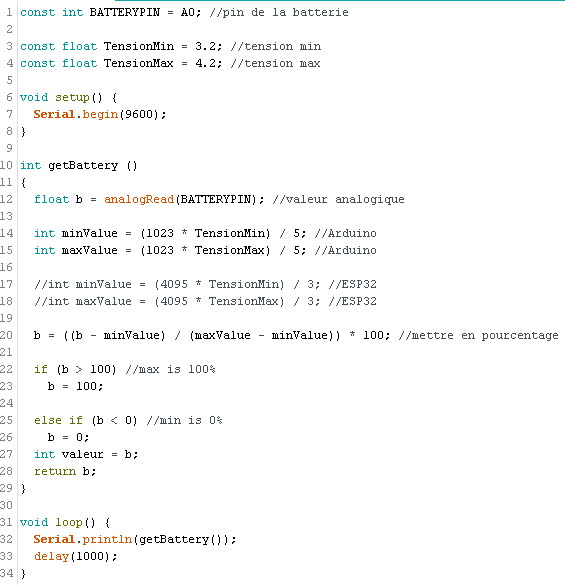 1 const int BATTERYPIN = A0; //pin de la batterie
2
3 const float TensionMin = 3.2; //tension min
4 const float TensionMax = 4.2; //tension max
5
6 void setup() {
7   Serial.begin(9600);
8 }
9
10 int getBattery ()
11 {
12   float b = analogRead(BATTERYPIN); //valeur analogique
13
14   int minValue = (1023 * TensionMin) / 5; //Arduino
15   int maxValue = (1023 * TensionMax) / 5; //Arduino
16
17   //int minValue = (4095 * TensionMin) / 3; //ESP32
18   //int maxValue = (4095 * TensionMax) / 3; //ESP32
19
20   b = ((b - minValue) / (maxValue - minValue)) * 100; //mettre en pourcentage
21
22   if (b > 100) //max is 100%
23     b = 100;
24
25   else if (b < 0) //min is 0%
26     b = 0;
27   int valeur = b;
28   return b;
29 }
30
31 void loop() {
32   Serial.println(getBattery());
33   delay(1000);
34 }